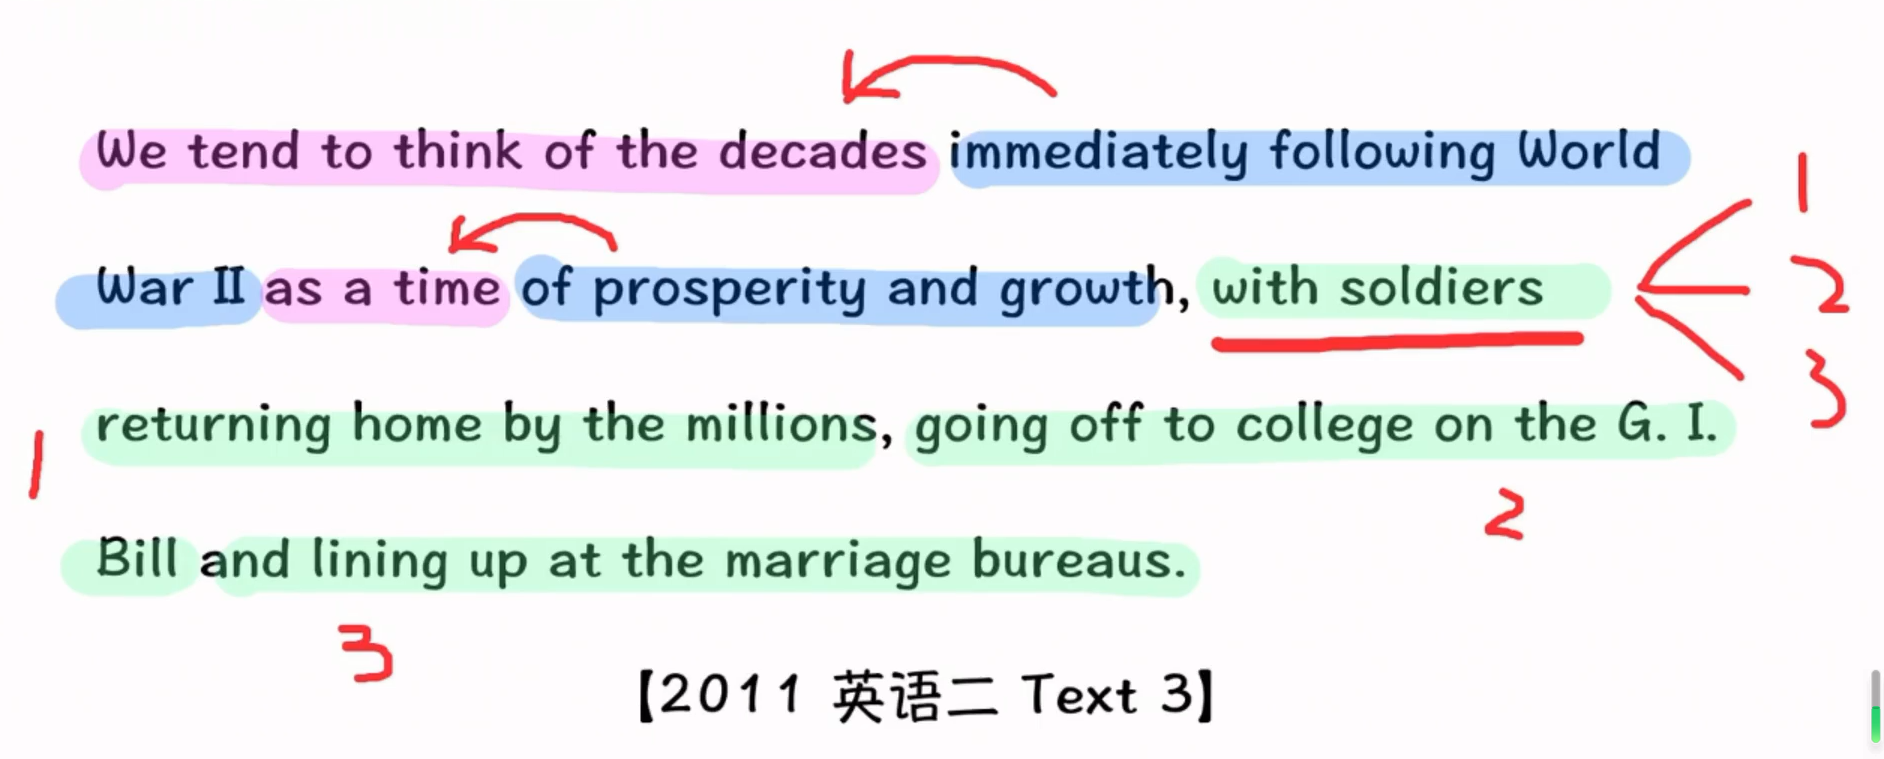 We tend to think of the decades immediately following World
1
War II as a time of prosperity and growth, with soldiers
2
3
returning home by the millions, going off to college on the G. I.
1
2
Bill and lining up at the marriage bureaus.
3
【2011 英语二 Text 3】